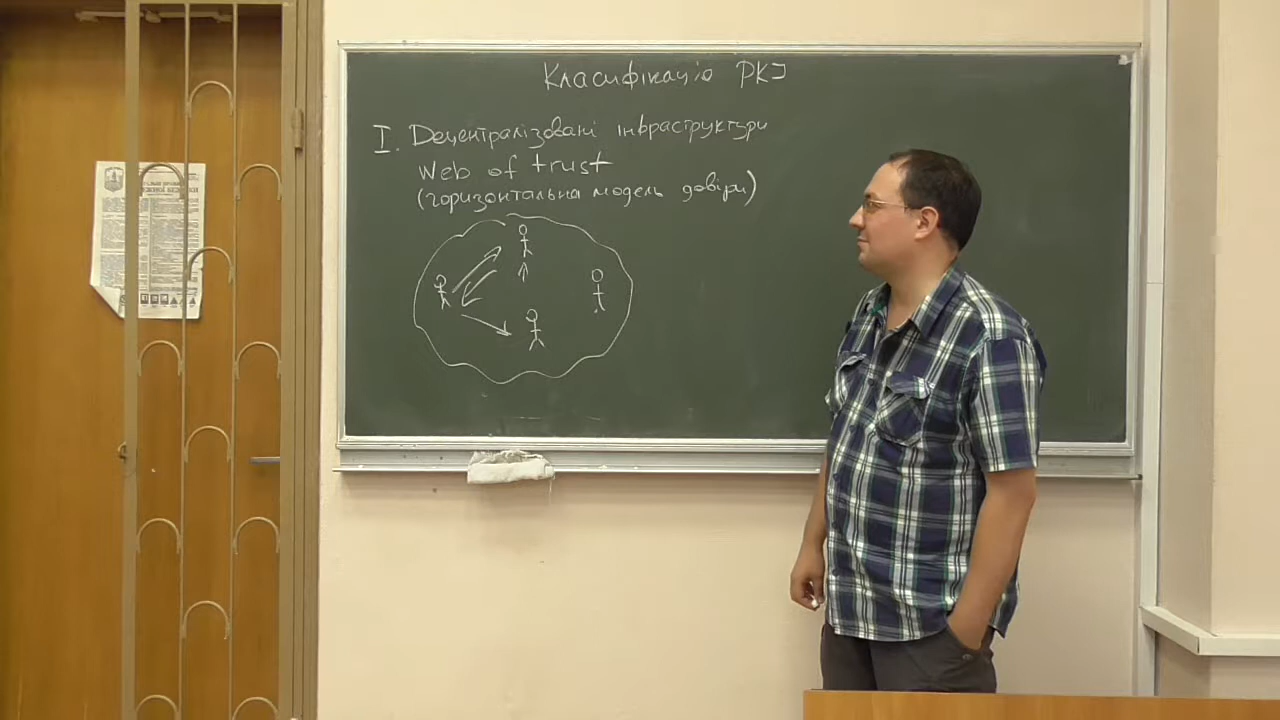 Класифікація PKI
I. Децентралізовані інфраструктури
Web of trust
(горизонтальна модель довіри)